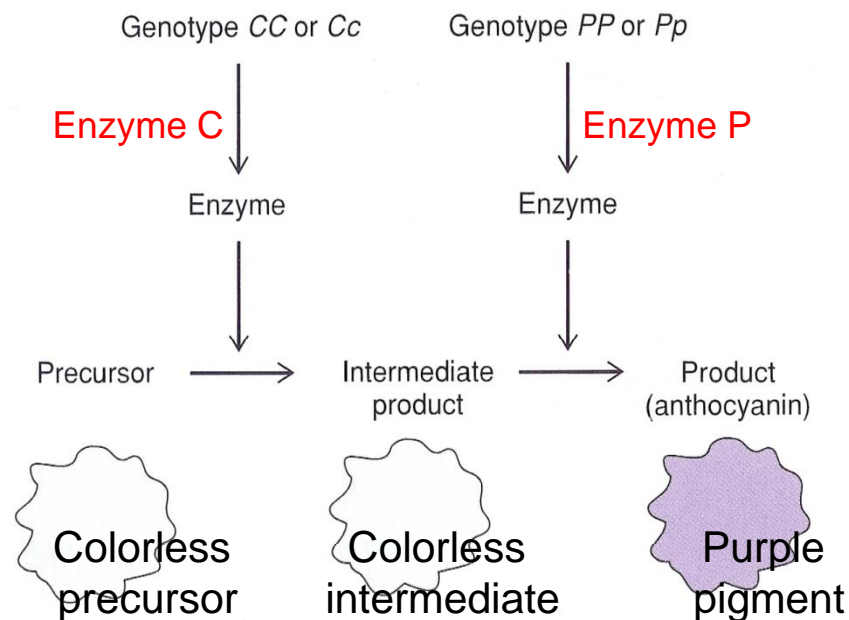 Genotype CC or Cc
Genotype PP or Pp
Enzyme C
Enzyme P
Enzyme
Enzyme
Precursor
Intermediate
product
Product
(anthocyanin)
Colorless
precursor
Colorless
intermediate
Purple
pigment